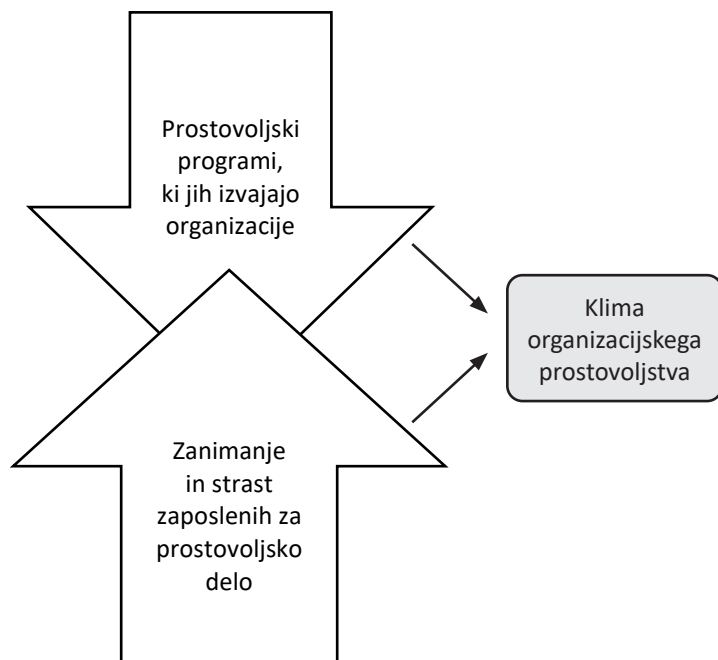 Prostovoljski
programi,
ki jih izvajajo
organizacije
Klima
organizacijskega
prostovoljstva
Zanimanje
in strast
zaposlenih za
prostovoljsko
delo